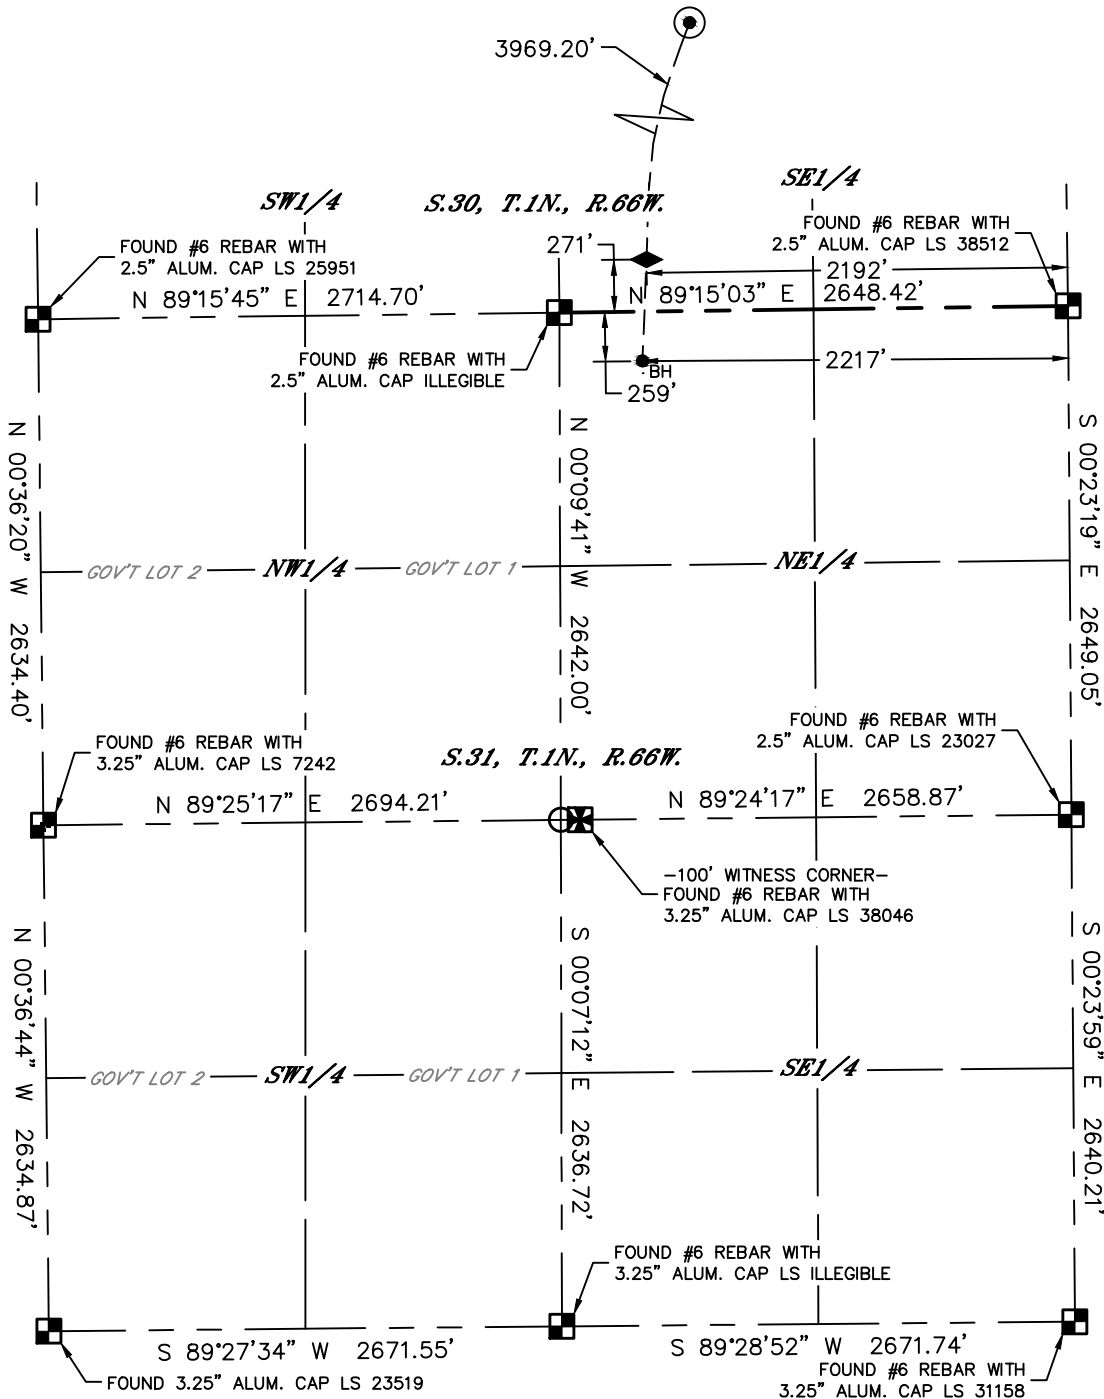 3969.20'
SW1/4
S.30, T.1N., R.66W.
SE1/4
FOUND #6 REBAR WITH
2.5" ALUM. CAP LS 25951
271'
FOUND #6 REBAR WITH
2.5" ALUM. CAP LS 38512
2192'
N 89°15'45" E 2714.70'
N 89°15'03" E 2648.42'
FOUND #6 REBAR WITH
2.5" ALUM. CAP ILLEGIBLE
BH
2217'
259'
N 00°36'20" W 2634.40'
N 00°09'41" W 2642.00'
S 00°23'19" E 2649.05'
GOV'T LOT 2
NW1/4
GOV'T LOT 1
NE1/4
FOUND #6 REBAR WITH
3.25" ALUM. CAP LS 7242
S.31, T.1N., R.66W.
FOUND #6 REBAR WITH
2.5" ALUM. CAP LS 23027
N 89°25'17" E 2694.21'
N 89°24'17" E 2658.87'
-100' WITNESS CORNER-
FOUND #6 REBAR WITH
3.25" ALUM. CAP LS 38046
N 00°36'44" W 2634.87'
S 00°07'12" E 2636.72'
S 00°23'59" E 2640.21'
GOV'T LOT 2
SW1/4
GOV'T LOT 1
SE1/4
FOUND #6 REBAR WITH
3.25" ALUM. CAP LS ILLEGIBLE
S 89°27'34" W 2671.55'
S 89°28'52" W 2671.74'
FOUND 3.25" ALUM. CAP LS 23519
FOUND #6 REBAR WITH
3.25" ALUM. CAP LS 31158